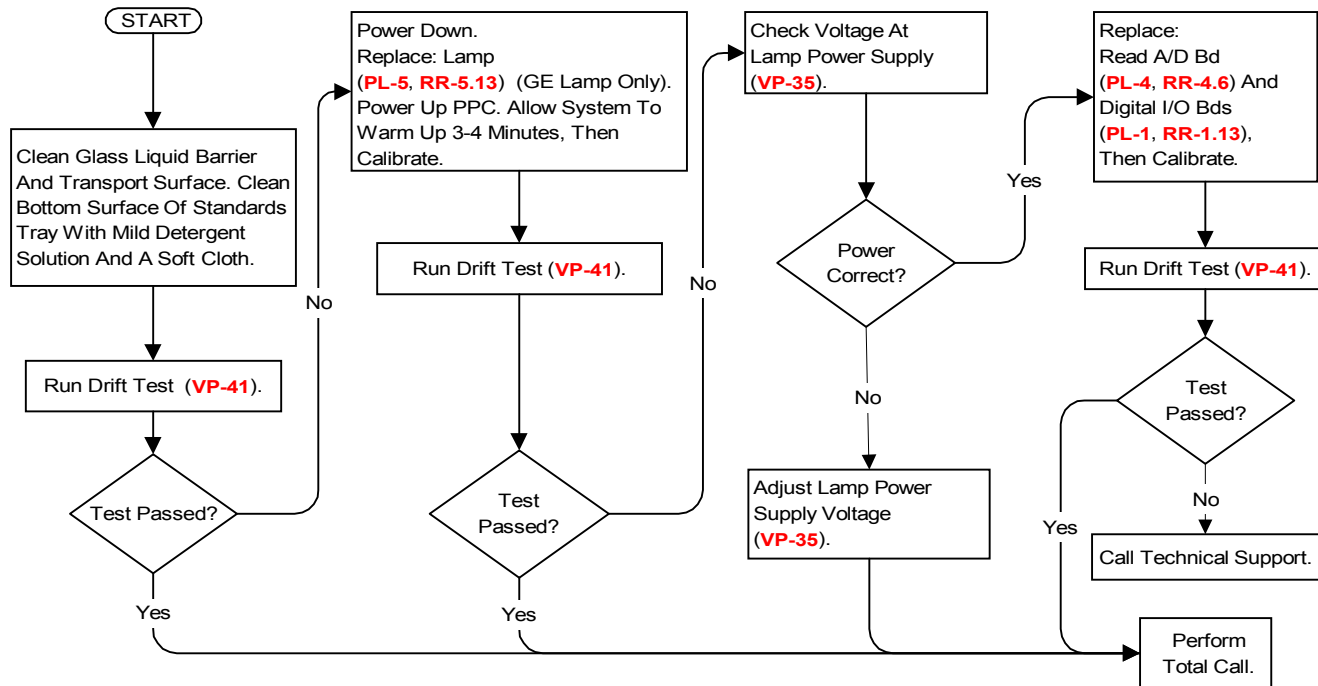 START
Clean Glass Liquid Barrier
And Transport Surface. Clean
Bottom Surface Of Standards
Tray With Mild Detergent
Solution And A Soft Cloth.
Run Drift Test (VP-41).
Test Passed?
No
Yes
Power Down.
Replace: Lamp
(PL-5, RR-5.13) (GE Lamp Only).
Power Up PPC. Allow System To
Warm Up 3-4 Minutes, Then
Calibrate.
Run Drift Test (VP-41).
Test
Passed?
No
Yes
Check Voltage At
Lamp Power Supply
(VP-35).
Power
Correct?
Yes
No
Adjust Lamp Power
Supply Voltage
(VP-35).
Replace:
Read A/D Bd
(PL-4, RR-4.6) And
Digital I/O Bds
(PL-1, RR-1.13),
Then Calibrate.
Run Drift Test (VP-41).
Test
Passed?
No
Yes
Call Technical Support.
Perform
Total Call.